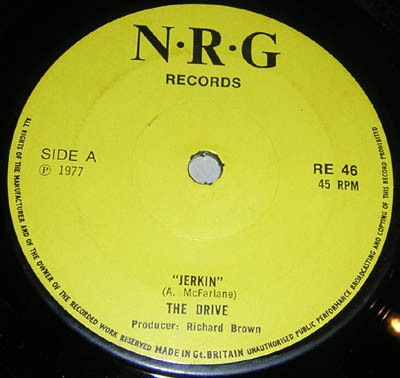 N·R·G
RECORDS
SIDE A
Ⓟ 1977
RE 46
45 RPM
"JERKIN"
(A. McFarlane)
THE DRIVE
Producer: Richard Brown
ALL RIGHTS OF THE MANUFACTURER AND OF THE OWNER OF THE RECORDED WORK RESERVED MADE IN Gt. BRITAIN UNAUTHORISED PUBLIC PERFORMANCE BROADCASTING AND COPYING OF THIS RECORD PROHIBITED